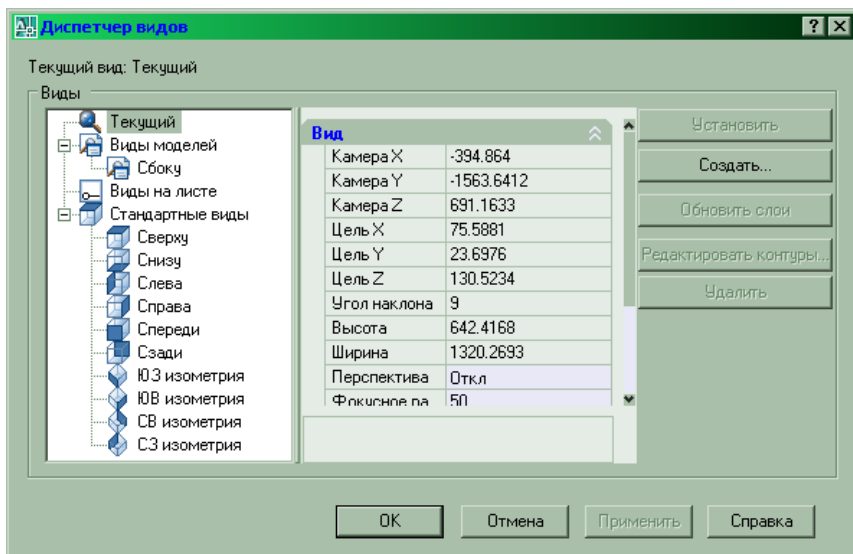 Диспетчер видов
Текущий вид: Текущий
Виды
Текущий
Виды моделей
Сбоку
Виды на листе
Стандартные виды
Сверху
Снизу
Слева
Справа
Спереди
Сзади
ЮЗ изометрия
ЮВ изометрия
СВ изометрия
СЗ изометрия
Вид
Камера X -394.864
Камера Y -1563.6412
Камера Z 691.1633
Цель X 75.5881
Цель Y 23.6976
Цель Z 130.5234
Угол наклона 9
Высота 642.4168
Ширина 1320.2693
Перспектива Откл
Фокусное ра 50
Установить
Создать...
Обновить слои
Редактировать контуры...
Удалить
OK Отмена Применить Справка